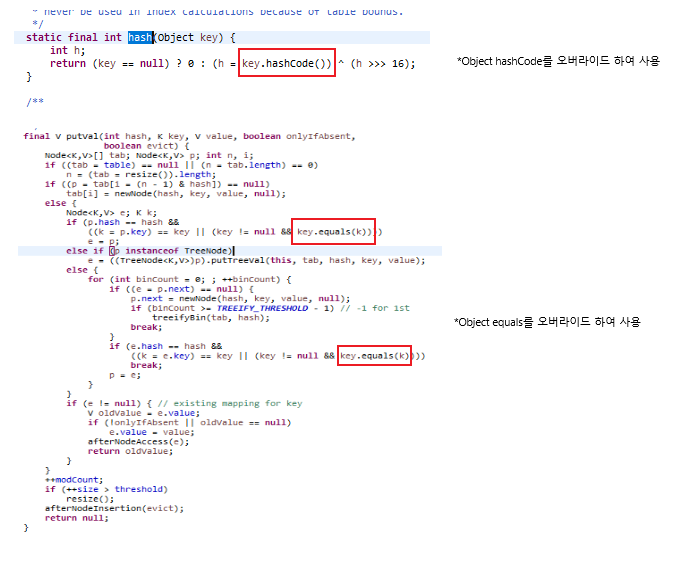 * never be used in index calculations because of table bounds.
*/
static final int hash(Object key) {
int h;
return (key == null) ? 0 : (h = key.hashCode()) ^ (h >>> 16);
}
*Object hashCode를 오버라이드 하여 사용
/**
final V putVal(int hash, K key, V value, boolean onlyIfAbsent,
boolean evict) {
Node<K,V>[] tab; Node<K,V> p; int n, i;
if ((tab = table) == null || (n = tab.length) == 0)
n = (tab = resize()).length;
if ((p = tab[i = (n - 1) & hash]) == null)
tab[i] = newNode(hash, key, value, null);
else {
Node<K,V> e; K k;
if (p.hash == hash &&
((k = p.key) == key || (key != null && key.equals(k))))
e = p;
else if (p instanceof TreeNode)
e = ((TreeNode<K,V>)p).putTreeVal(this, tab, hash, key, value);
else {
for (int binCount = 0; ; ++binCount) {
if ((e = p.next) == null) {
p.next = newNode(hash, key, value, null);
if (binCount >= TREEIFY_THRESHOLD - 1) // -1 for 1st
treeifyBin(tab, hash);
break;
}
if (e.hash == hash &&
((k = e.key) == key || (key != null && key.equals(k))))
break;
p = e;
}
}
if (e != null) { // existing mapping for key
V oldValue = e.value;
if (!onlyIfAbsent || oldValue == null)
e.value = value;
afterNodeAccess(e);
return oldValue;
}
}
++modCount;
if (++size > threshold)
resize();
afterNodeInsertion(evict);
return null;
}
*Object equals를 오버라이드 하여 사용